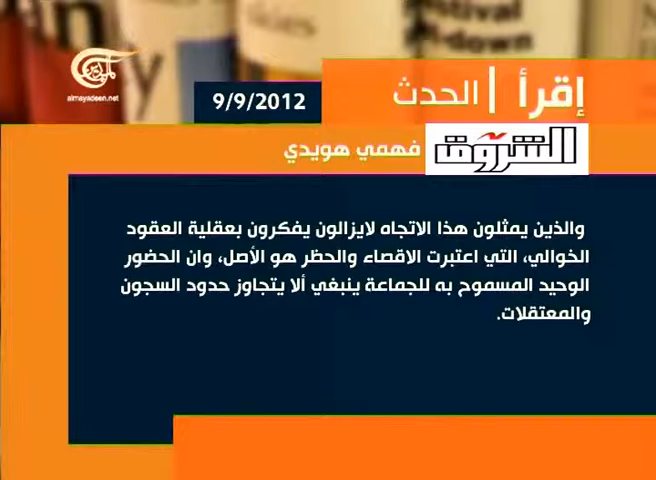 الميادين
almayadeen.net
إقرأ | الحدث
9/9/2012
الشروق
فهمي هويدي
والذين يمثلون هذا الاتجاه لايزالون يفكرون بعقلية العقود
الخوالي، التي اعتبرت الاقصاء والحظر هو الأصل، وان الحضور
الوحيد المسموح به للجماعة ينبغي ألا يتجاوز حدود السجون
والمعتقلات.